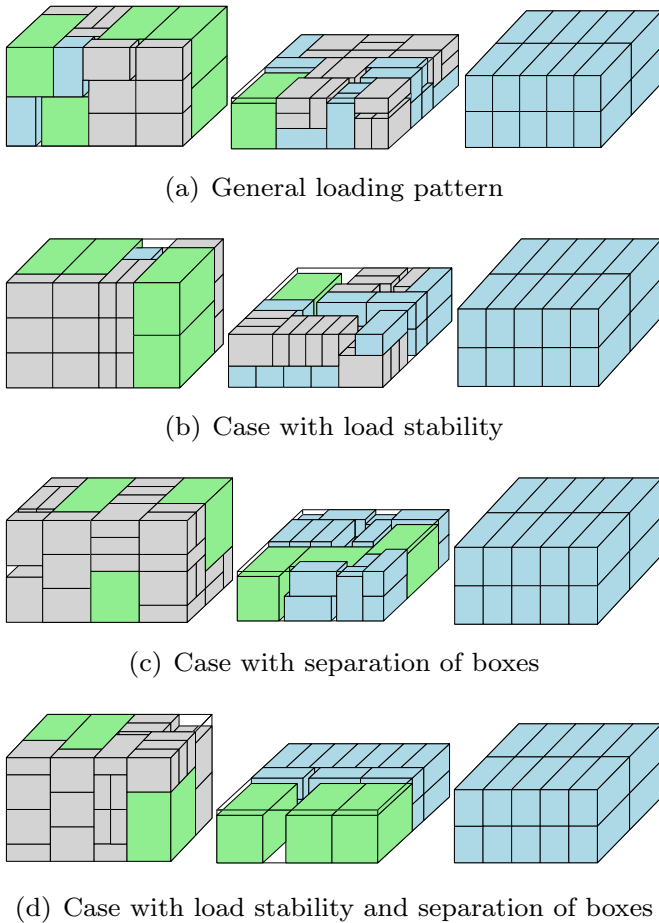 (a) General loading pattern
(b) Case with load stability
(c) Case with separation of boxes
(d) Case with load stability and separation of boxes